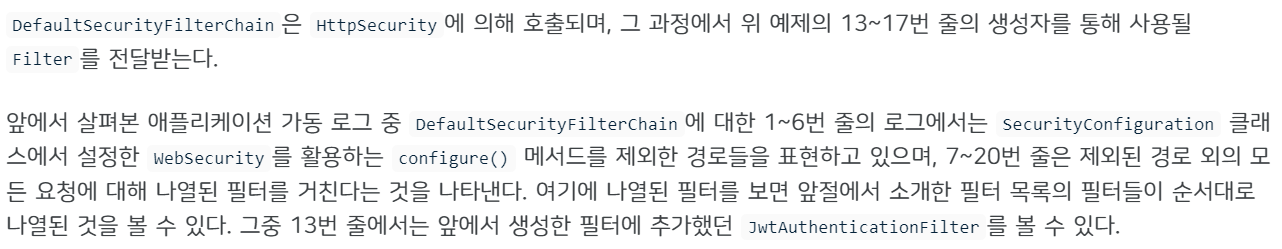 DefaultSecurityFilterChain 은 HttpSecurity 에 의해 호출되며, 그 과정에서 위 예제의 13~17번 줄의 생성자를 통해 사용될
Filter 를 전달받는다.
앞에서 살펴본 애플리케이션 가동 로그 중 DefaultSecurityFilterChain 에 대한 1~6번 줄의 로그에서는 SecurityConfiguration 클래
스에서 설정한 WebSecurity 를 활용하는 configure() 메서드를 제외한 경로들을 표현하고 있으며, 7~20번 줄은 제외된 경로 외의 모
든 요청에 대해 나열된 필터를 거친다는 것을 나타낸다. 여기에 나열된 필터를 보면 앞절에서 소개한 필터 목록의 필터들이 순서대로
나열된 것을 볼 수 있다. 그중 13번 줄에서는 앞에서 생성한 필터에 추가했던 JwtAuthenticationFilter 를 볼 수 있다.